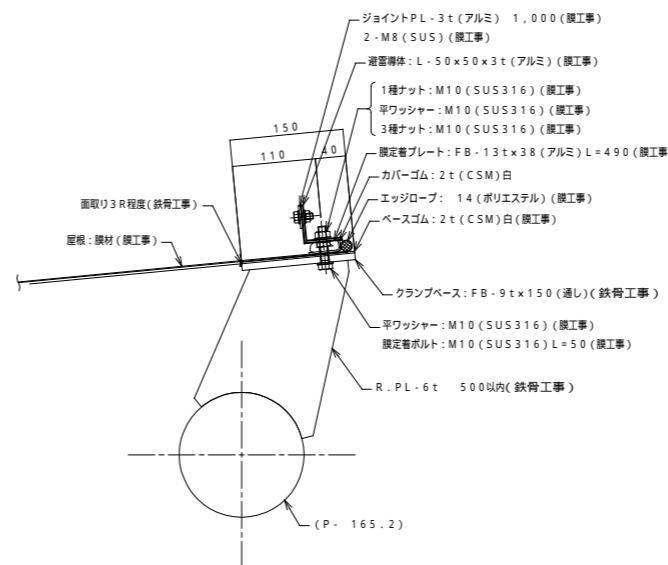 ジョイントPL-3t(アルミ) 1,000(膜工事)
2-M8(SUS)(膜工事)
避雷導体:L-50x50x3t(アルミ)(膜工事)
1種ナット:M10(SUS316)(膜工事)
平ワッシャー:M10(SUS316)(膜工事)
3種ナット:M10(SUS316)(膜工事)
150
110
40
膜定着プレート:FB-13tx38(アルミ)L=490(膜工事
カバーゴム:2t(CSM)白
エッジロープ: 14(ポリエステル)(膜工事)
ベースゴム:2t(CSM)白(膜工事)
面取り3R程度(鉄骨工事)
屋根:膜材(膜工事)
クランプベース:FB-9tx150(通し)(鉄骨工事)
平ワッシャー:M10(SUS316)(膜工事)
膜定着ボルト:M10(SUS316)L=50(膜工事)
R.PL-6t 500以内(鉄骨工事)
(P- 165.2)